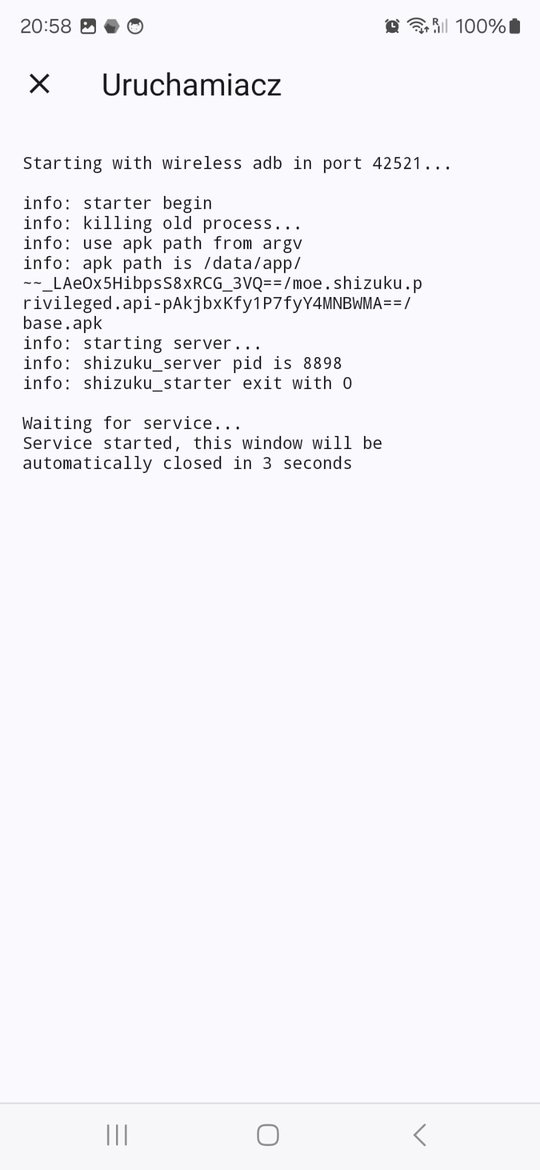 20:58 R 100%
Uruchamiacz
Starting with wireless adb in port 42521...
info: starter begin
info: killing old process...
info: use apk path from argv
info: apk path is /data/app/
~~_LAeOx5HibpsS8xRCG_3VQ==/moe.shizuku.p
rivileged.api-pAkjbxKfy1P7fyY4MNBWMA==/
base.apk
info: starting server...
info: shizuku_server pid is 8898
info: shizuku_starter exit with 0
Waiting for service...
Service started, this window will be
automatically closed in 3 seconds